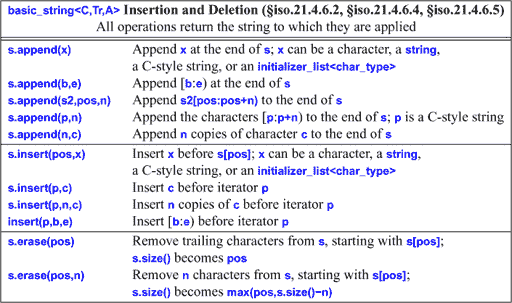 basic_string<C,Tr,A> Insertion and Deletion (§iso.21.4.6.2, §iso.21.4.6.4, §iso.21.4.6.5)
All operations return the string to which they are applied
s.append(x) Append x at the end of s; x can be a character, a string,
a C-style string, or an initializer_list<char_type>
s.append(b,e) Append [b:e) at the end of s
s.append(s2,pos,n) Append s2[pos:pos+n) to the end of s
s.append(p,n) Append the characters [p:p+n) to the end of s; p is a C-style string
s.append(n,c) Append n copies of character c to the end of s
s.insert(pos,x) Insert x before s[pos]; x can be a character, a string,
a C-style string, or an initializer_list<char_type>
s.insert(p,c) Insert c before iterator p
s.insert(p,n,c) Insert n copies of c before iterator p
insert(p,b,e) Insert [b:e) before iterator p
s.erase(pos) Remove trailing characters from s, starting with s[pos];
s.size() becomes pos
s.erase(pos,n) Remove n characters from s, starting with s[pos];
s.size() becomes max(pos,s.size()−n)